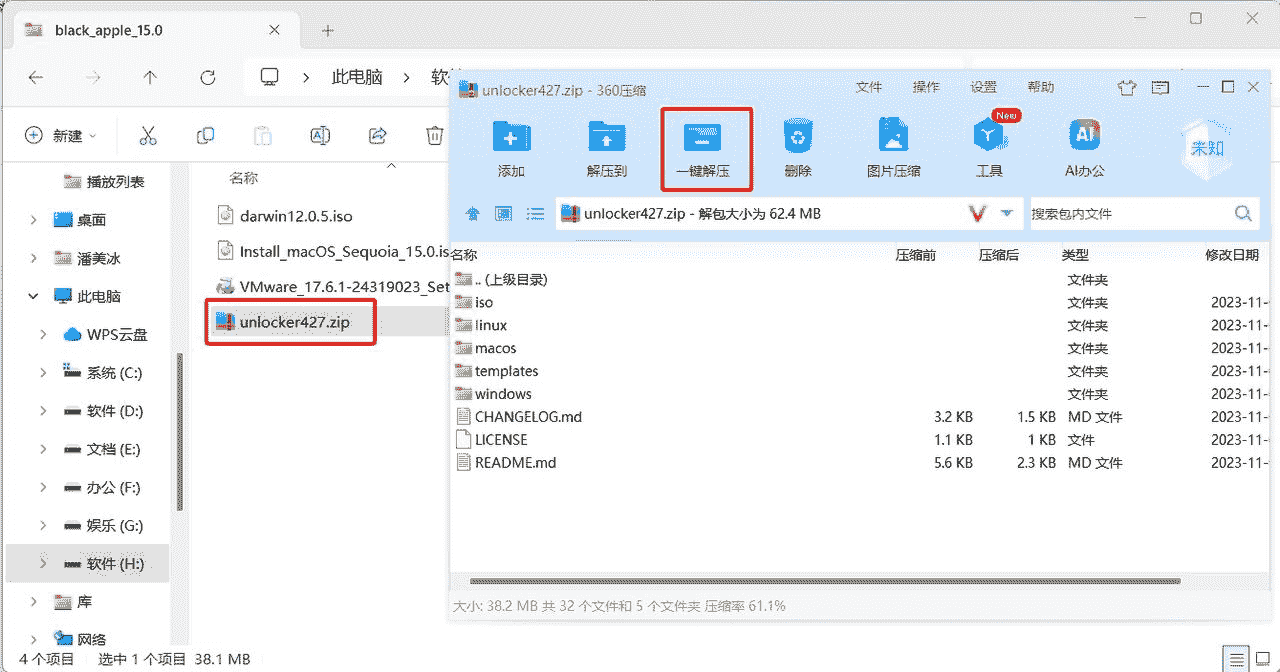 black_apple_15.0
此电脑
软
新建
播放列表
桌面
潘美冰
此电脑
WPS云盘
系统 (C:)
软件 (D:)
文档 (E:)
办公 (F:)
娱乐 (G:)
软件 (H:)
库
网络
名称
darwin12.0.5.iso
Install_macOS_Sequoia_15.0.is
VMware_17.6.1-24319023_Set
unlocker427.zip
unlocker427.zip - 360压缩
文件 操作 设置 帮助
New
添加 解压到 一键解压 删除 图片压缩 工具 AI办公
AI
未知
unlocker427.zip - 解包大小为 62.4 MB
搜索包内文件
名称 压缩前 压缩后 类型 修改日期
.. (上级目录) 文件夹
iso 文件夹 2023-11-
linux 文件夹 2023-11-
macos 文件夹 2023-11-
templates 文件夹 2023-11-
windows 文件夹 2023-11-
CHANGELOG.md 3.2 KB 1.5 KB MD 文件 2023-11-
LICENSE 1.1 KB 1 KB 文件 2023-11-
README.md 5.6 KB 2.3 KB MD 文件 2023-11-
大小: 38.2 MB 共 32 个文件和 5 个文件夹 压缩率 61.1%
4 个项目 选中 1 个项目 38.1 MB